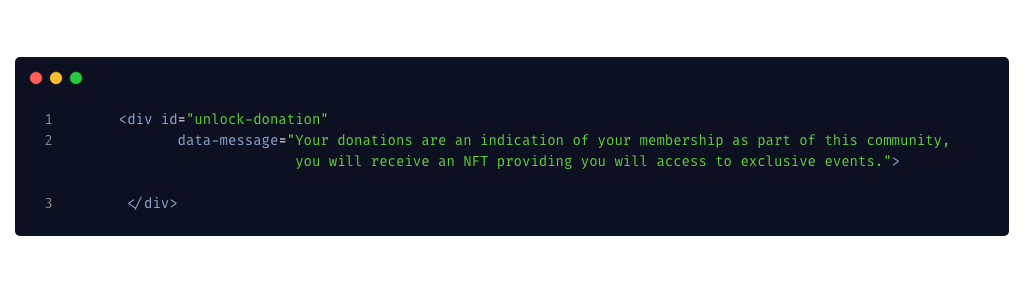 1 <div id="unlock-donation"
2 data-message="Your donations are an indication of your membership as part of this community,
you will receive an NFT providing you will access to exclusive events.">
3 </div>